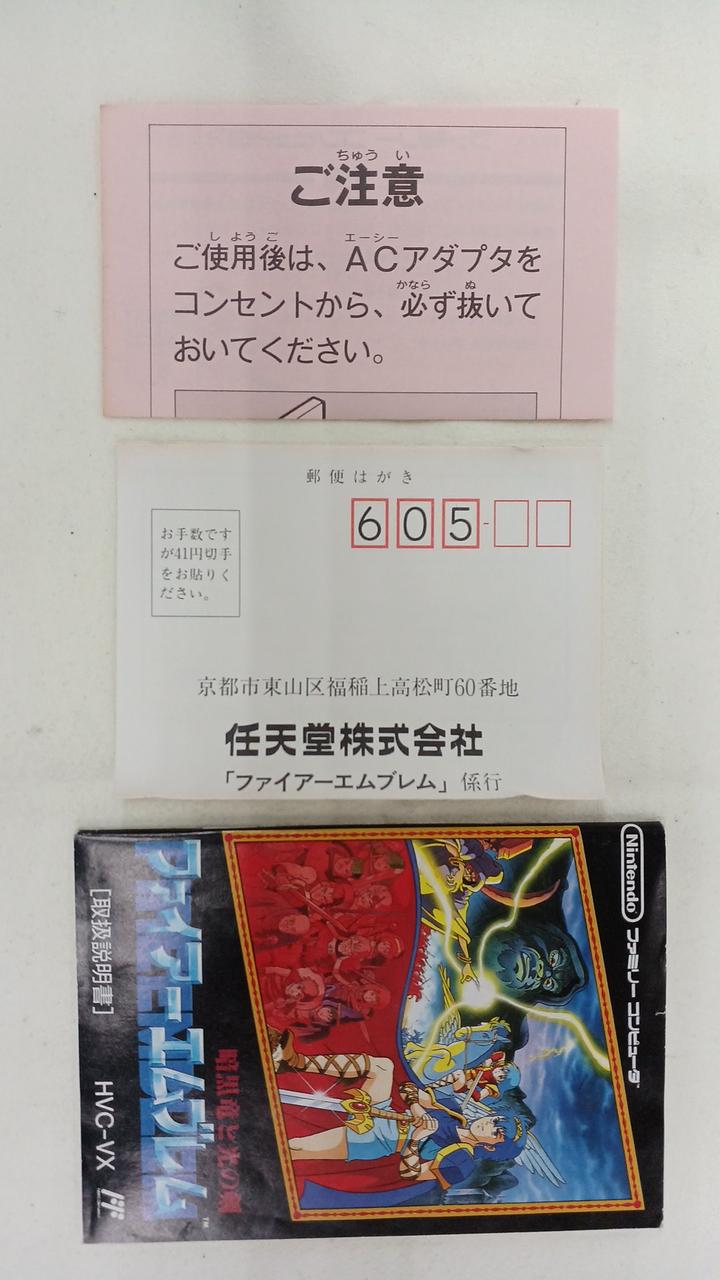 ちゅう い
ご注意
し よう ご エーシー
ご使用後は、ACアダプタを
かなら ぬ
コンセントから、必ず抜いて
おいてください。
郵便はがき
605-
お手数です
が41円切手
をお貼りく
ださい。
京都市東山区福稲上高松町60番地
任天堂株式会社
「ファイアーエムブレム」係行
Nintendo ファミリーコンピュータ
暗黒竜と光の剣
ファイアーエムブレム™
[取扱説明書]
HVC-VX